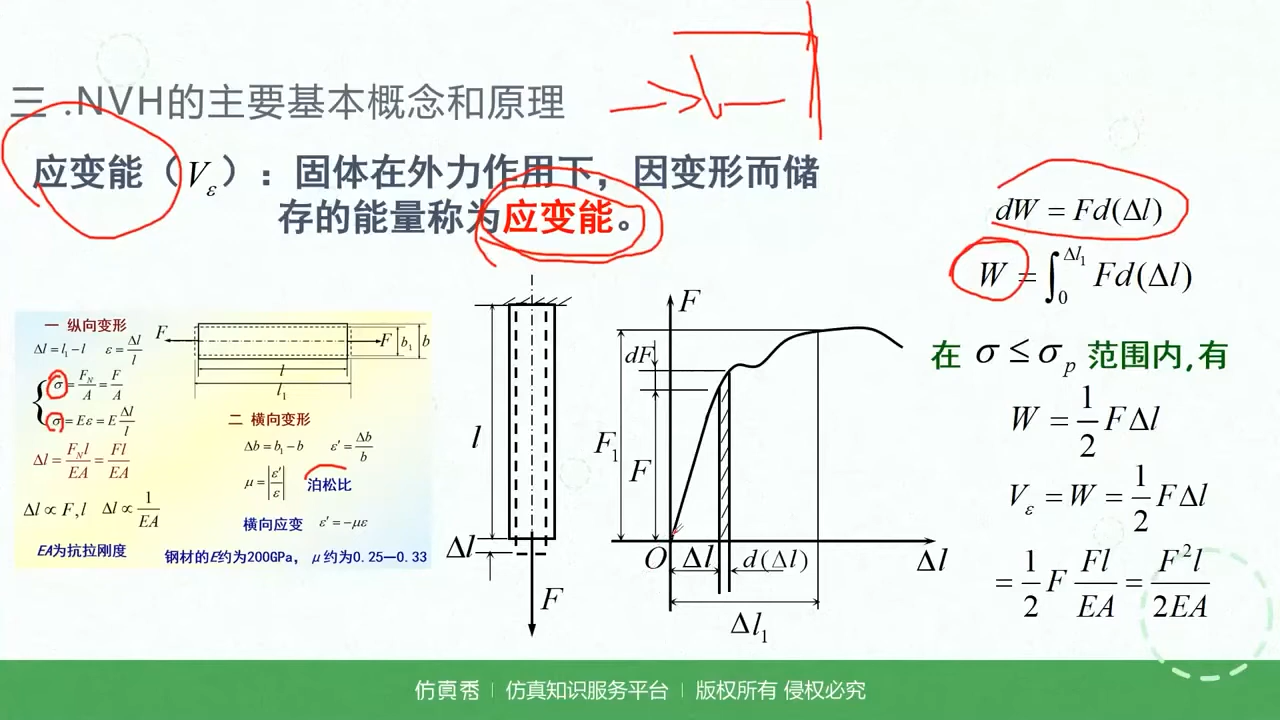 三 .NVH的主要基本概念和原理
应变能（Vε）：固体在外力作用下，因变形而储
存的能量称为应变能。
dW = Fd(Δl)
W = ∫₀^Δl₁ Fd(Δl)
在 σ ≤ σp 范围内,有
W = 1/2 FΔl
Vε = W = 1/2 FΔl
= 1/2 F Fl/EA = F²l/2EA
一 纵向变形
Δl = l₁ − l ε = Δl/l
σ = F_N/A = F/A
σ = Eε = E Δl/l
Δl = F_N l/EA = Fl/EA
Δl ∝ F,l Δl ∝ 1/EA
EA为抗拉刚度
F F b₁ b
l
l₁
二 横向变形
Δb = b₁ − b ε′ = Δb/b
μ = |ε′/ε| 泊松比
横向应变 ε′ = −με
钢材的E约为200GPa，μ约为0.25—0.33
l
Δl
F
F
dF
F₁
F
O Δl d(Δl) Δl
Δl₁
仿真秀 | 仿真知识服务平台 | 版权所有 侵权必究